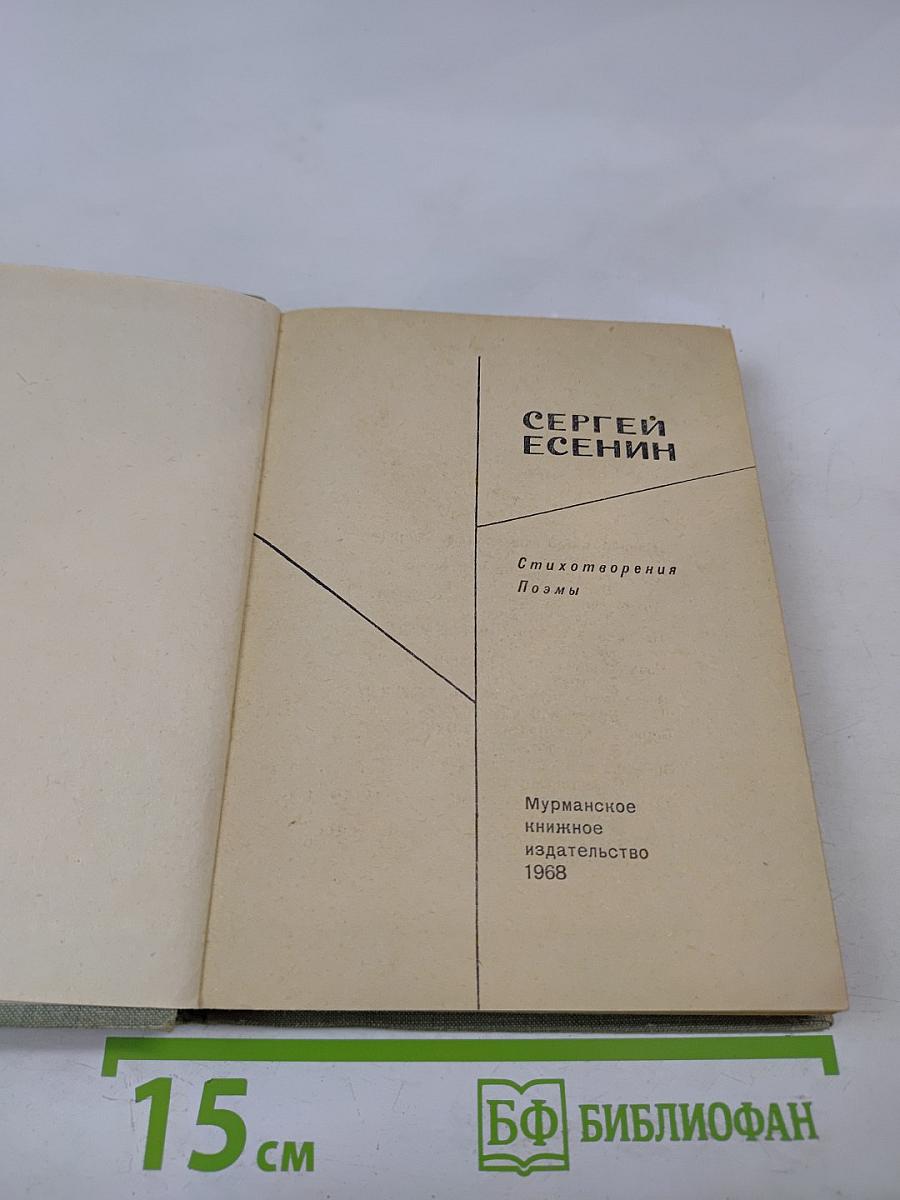 СЕРГЕЙ
ЕСЕНИН
Стихотворения
Поэмы
Мурманское
книжное
издательство
1968
15 см
БФ БИБЛИОФАН